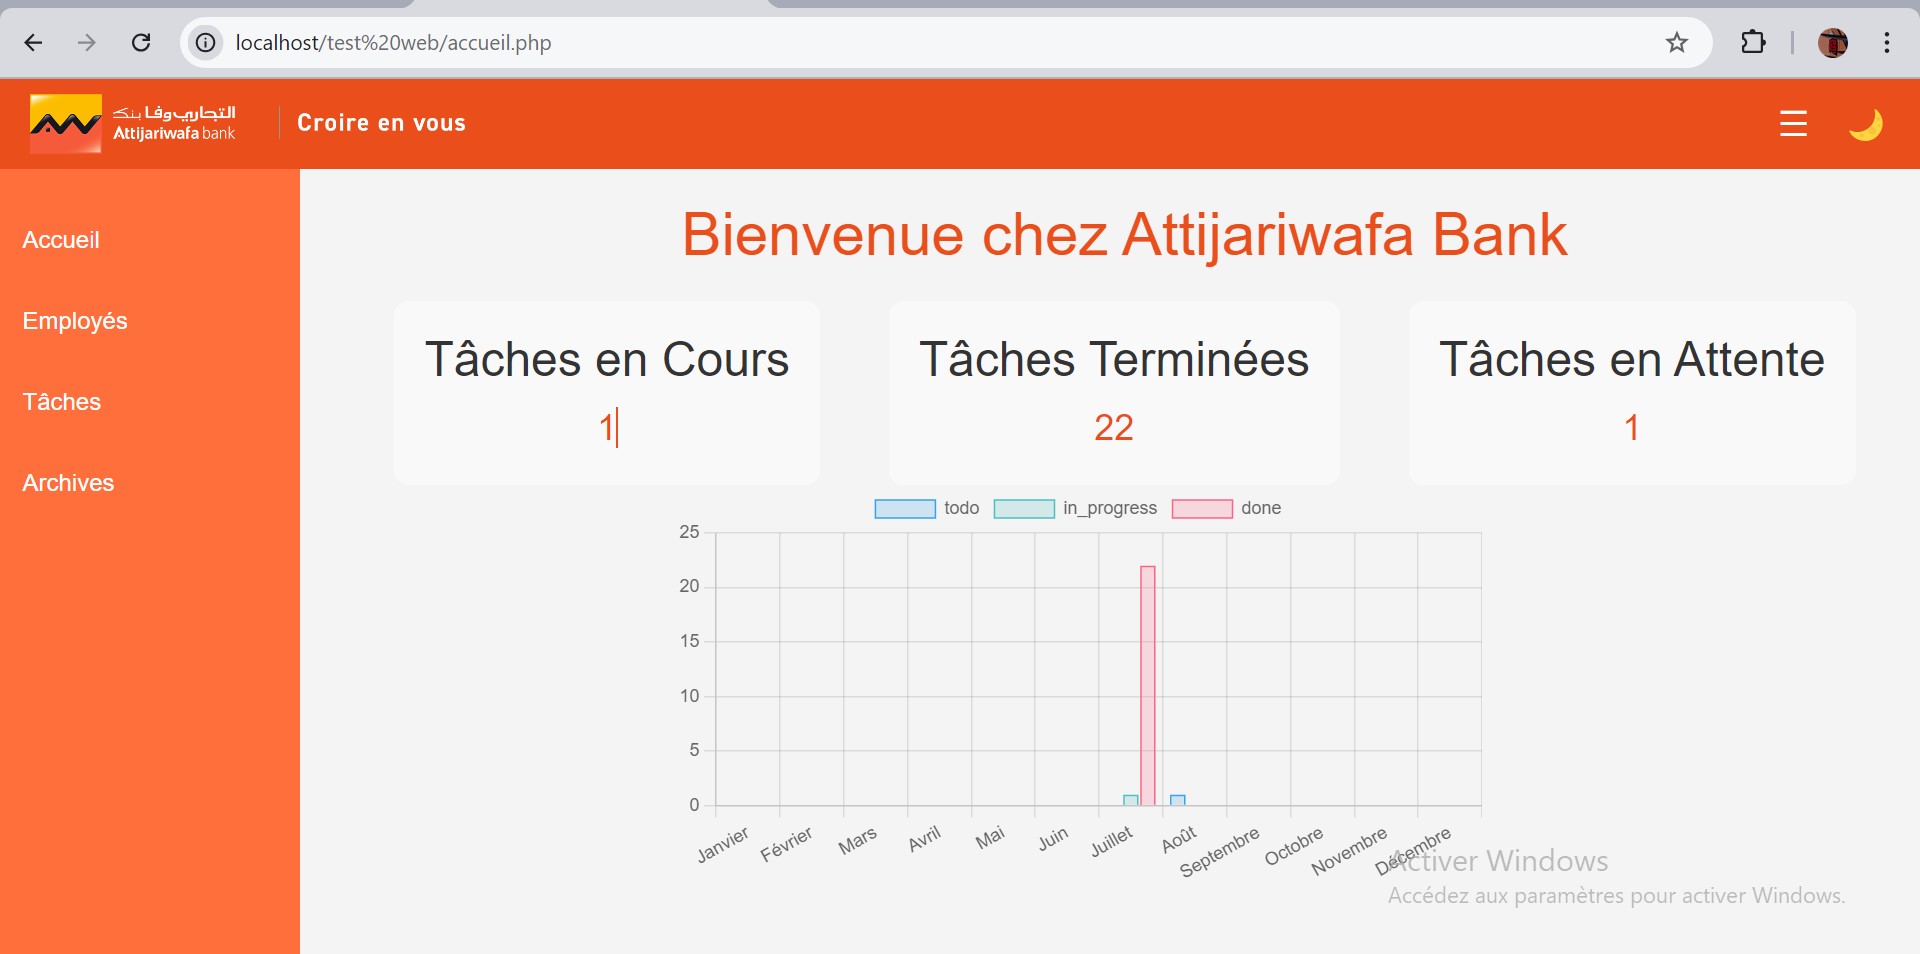 localhost/test%20web/accueil.php
التجاري وفا بنك
Attijariwafa bank
Croire en vous
Accueil
Employés
Tâches
Archives
Bienvenue chez Attijariwafa Bank
Tâches en Cours
1
Tâches Terminées
22
Tâches en Attente
1
todo in_progress done
25
20
15
10
5
0
Janvier Février Mars Avril Mai Juin Juillet Août Septembre Octobre Novembre Décembre
Activer Windows
Accédez aux paramètres pour activer Windows.